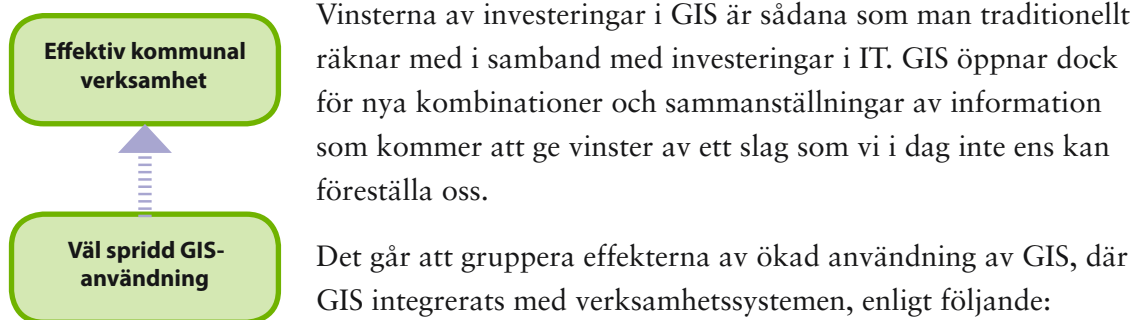 Effektiv kommunal
verksamhet
Väl spridd GIS-
användning
Vinsterna av investeringar i GIS är sådana som man traditionellt
räknar med i samband med investeringar i IT. GIS öppnar dock
för nya kombinationer och sammanställningar av information
som kommer att ge vinster av ett slag som vi i dag inte ens kan
föreställa oss.
Det går att gruppera effekterna av ökad användning av GIS, där
GIS integrerats med verksamhetssystemen, enligt följande: